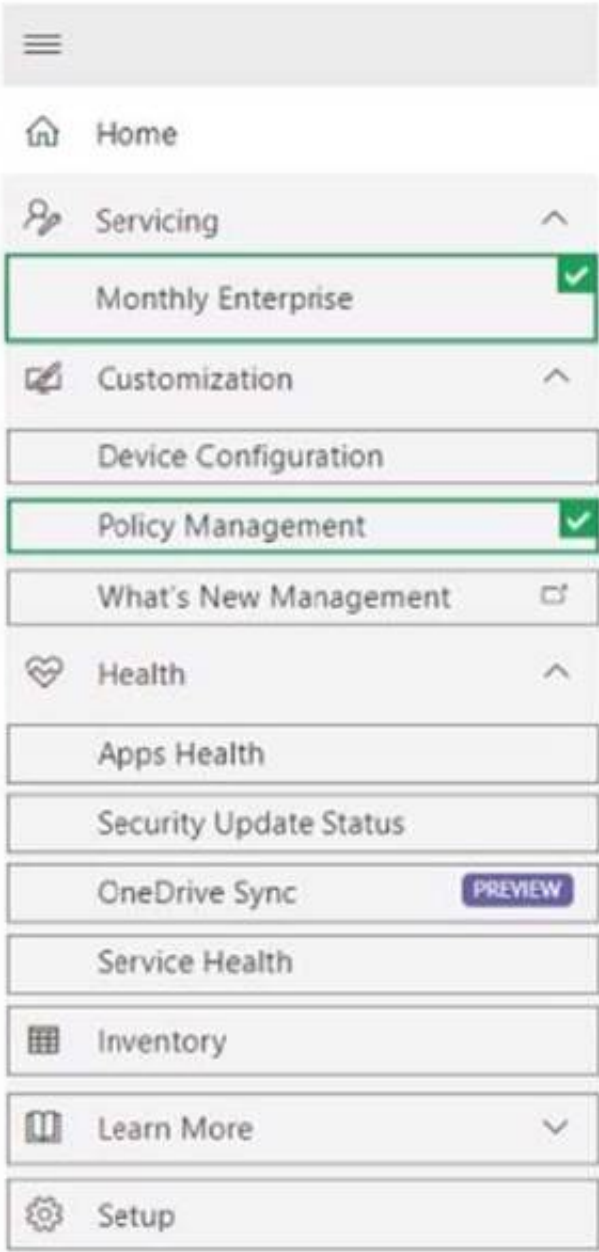 Home
Servicing
Monthly Enterprise
Customization
Device Configuration
Policy Management
What's New Management
Health
Apps Health
Security Update Status
OneDrive Sync PREVIEW
Service Health
Inventory
Learn More
Setup